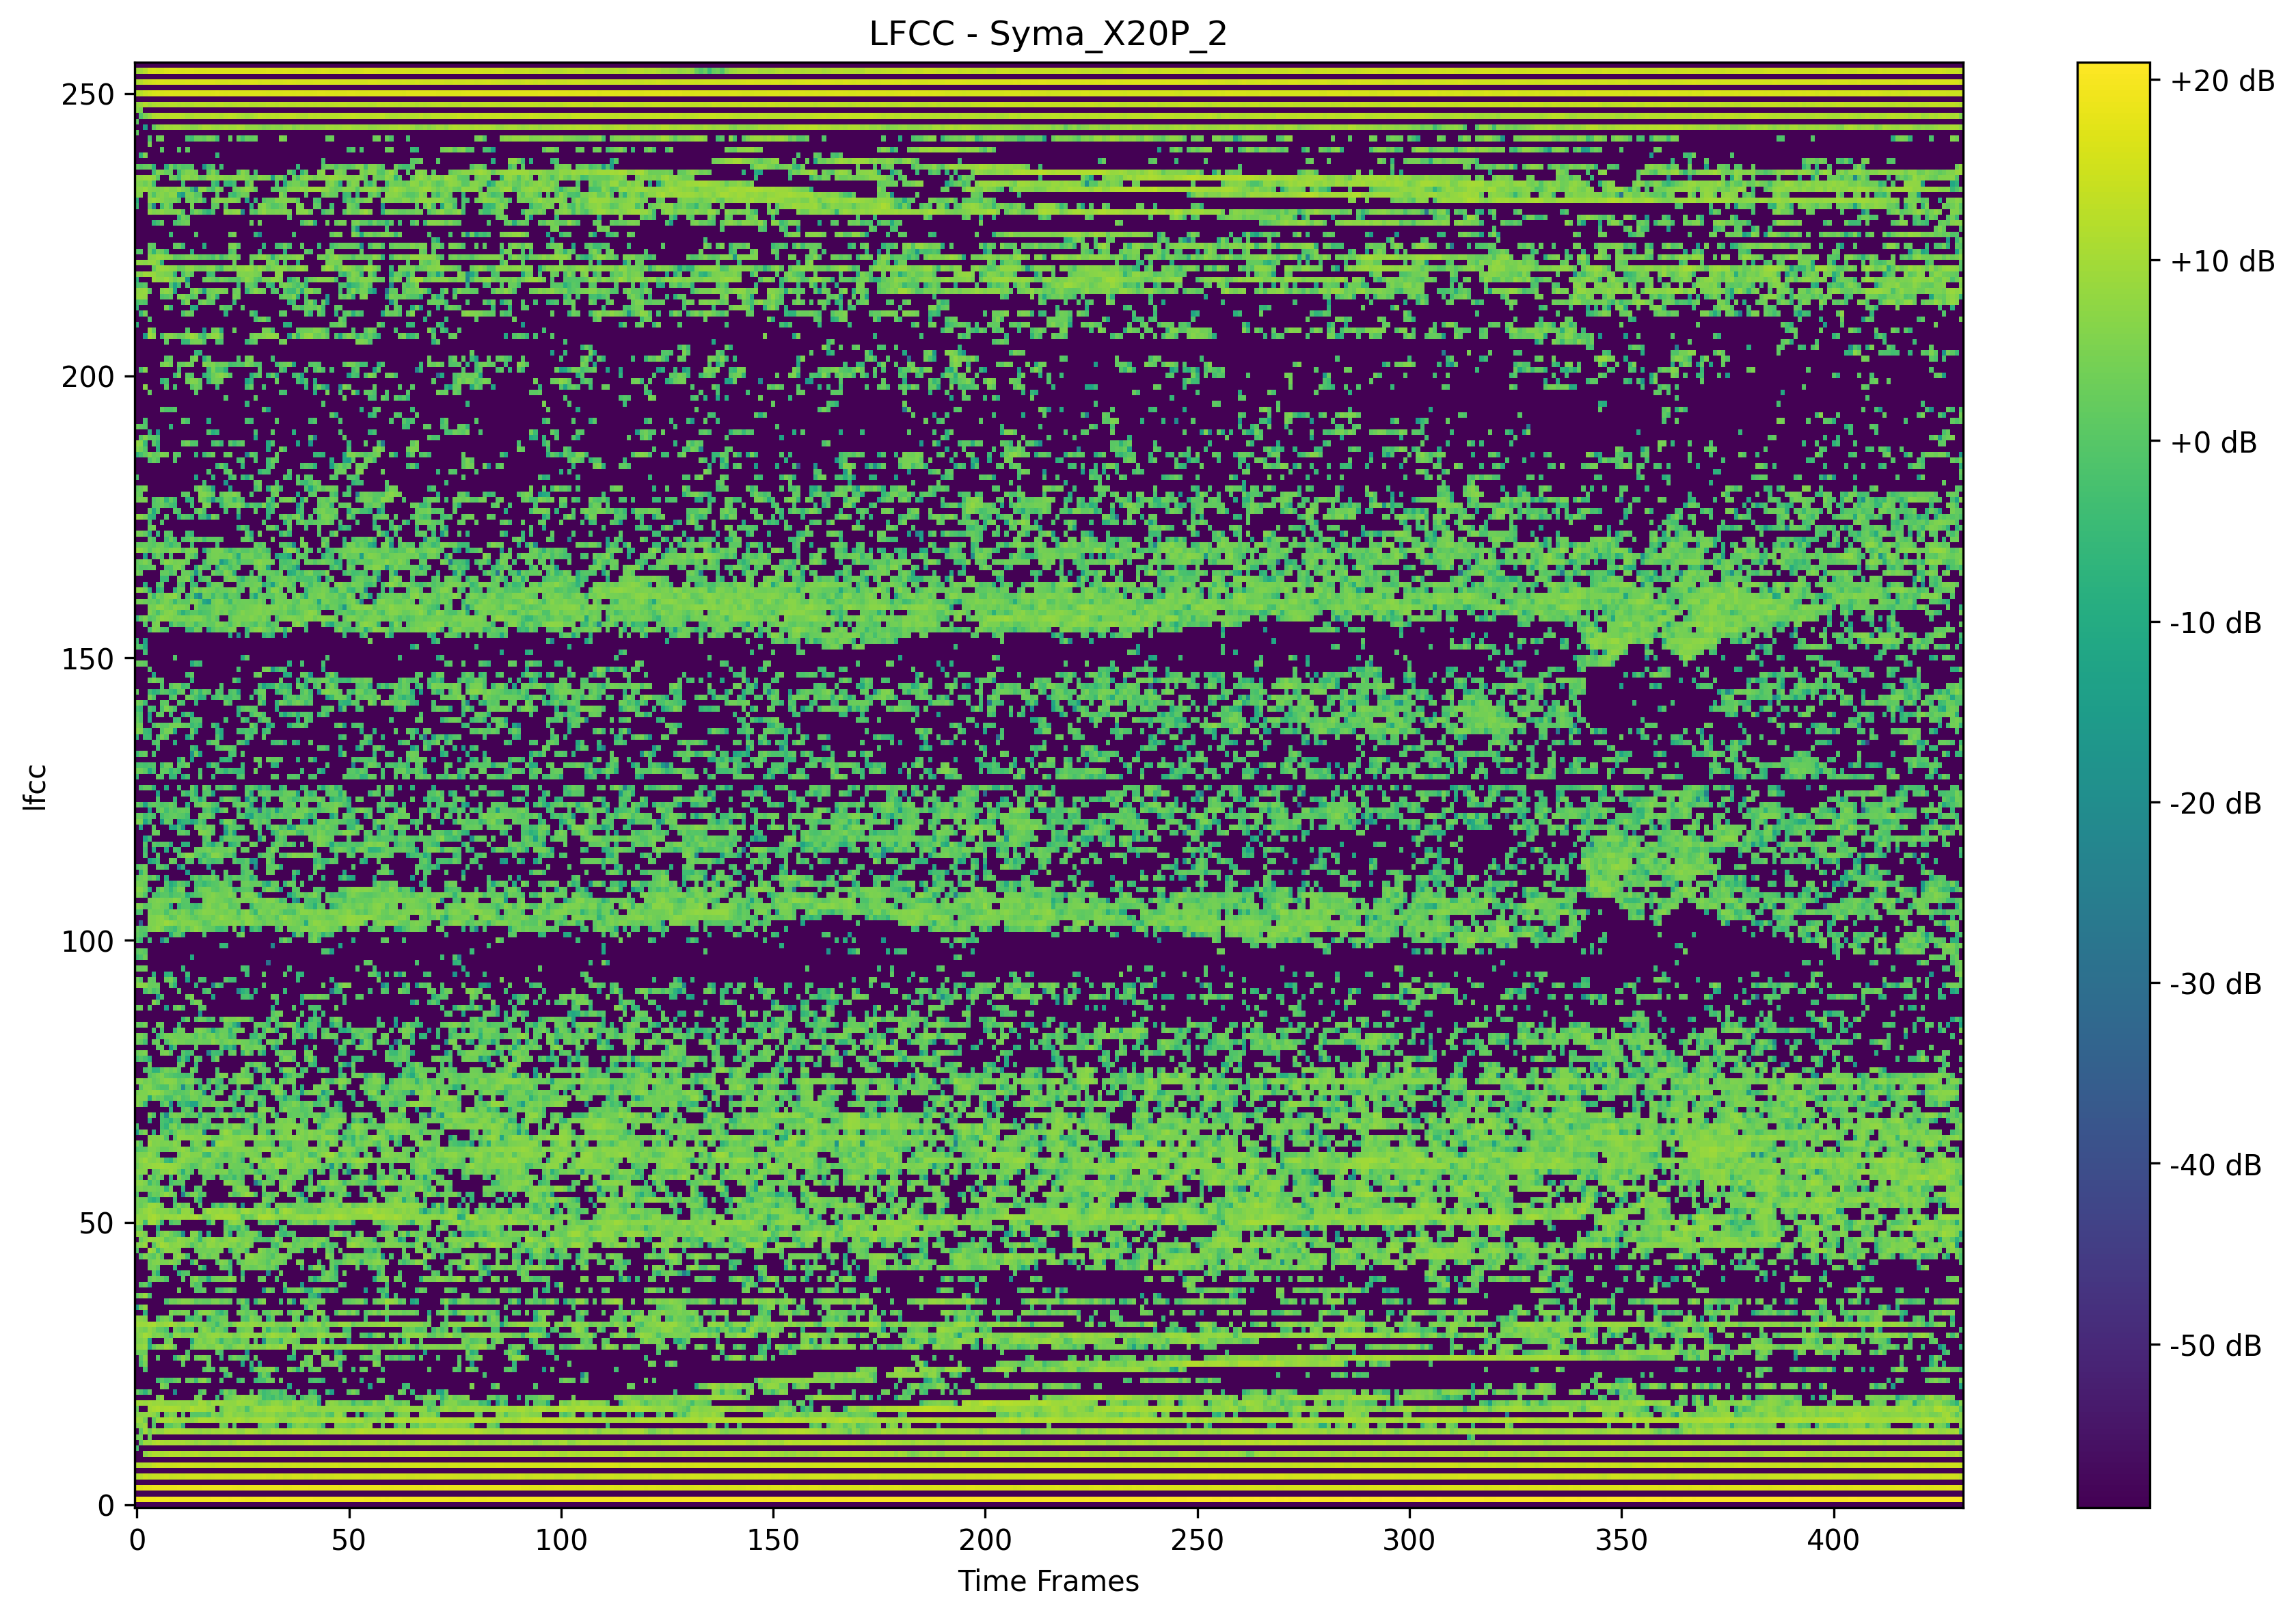 LFCC - Syma_X20P_2
250
200
150
100
50
0
lfcc
0 50 100 150 200 250 300 350 400
Time Frames
+20 dB
+10 dB
+0 dB
-10 dB
-20 dB
-30 dB
-40 dB
-50 dB